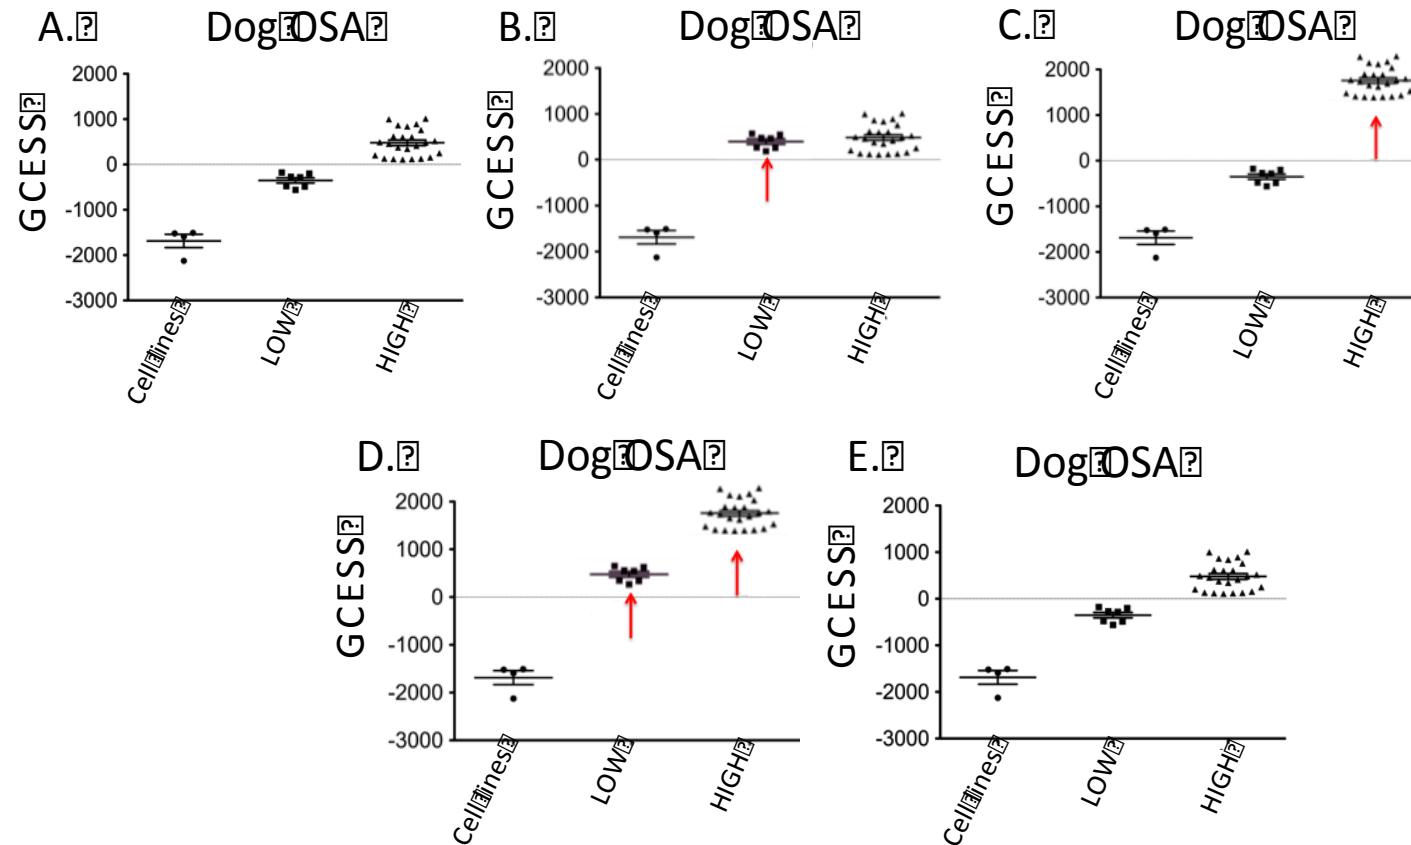 A.⍰ Dog⍰OSA⍰
GCESS⍰
2000
1000
0
-1000
-2000
-3000
Cell⍰lines⍰
LOW⍰
HIGH⍰
B.⍰ Dog⍰OSA⍰
GCESS⍰
2000
1000
0
-1000
-2000
-3000
Cell⍰lines⍰
LOW⍰
HIGH⍰
C.⍰ Dog⍰OSA⍰
GCESS⍰
2000
1000
0
-1000
-2000
-3000
Cell⍰lines⍰
LOW⍰
HIGH⍰
D.⍰ Dog⍰OSA⍰
GCESS⍰
2000
1000
0
-1000
-2000
-3000
Cell⍰lines⍰
LOW⍰
HIGH⍰
E.⍰ Dog⍰OSA⍰
GCESS⍰
2000
1000
0
-1000
-2000
-3000
Cell⍰lines⍰
LOW⍰
HIGH⍰